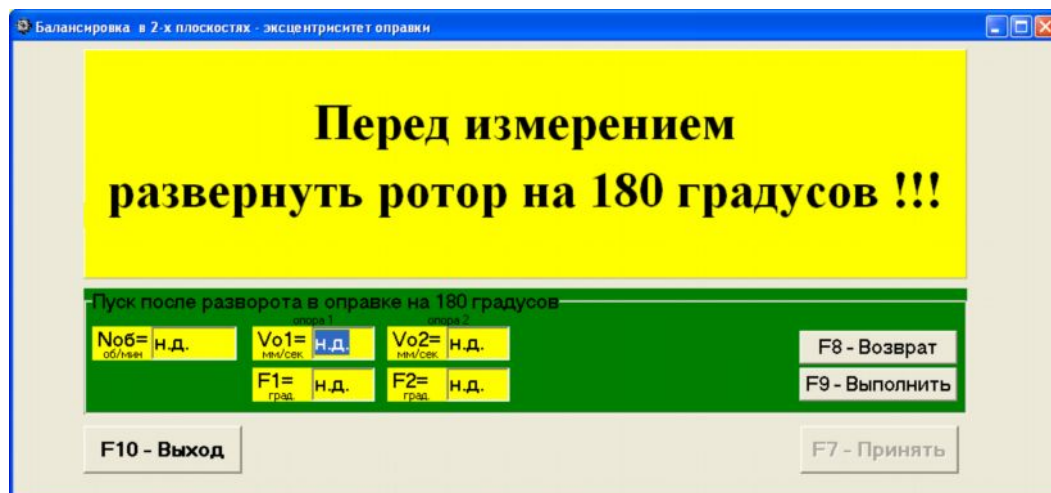 Балансировка в 2-х плоскостях - эксцентриситет оправки
Перед измерением
развернуть ротор на 180 градусов !!!
Пуск после разворота в оправке на 180 градусов
опора 1 опора 2
Nоб= н.д. Vo1= н.д. Vo2= н.д.
об/мин мм/сек мм/сек
F8 - Возврат
F1= н.д. F2= н.д.
град. град.
F9 - Выполнить
F10 - Выход F7 - Принять